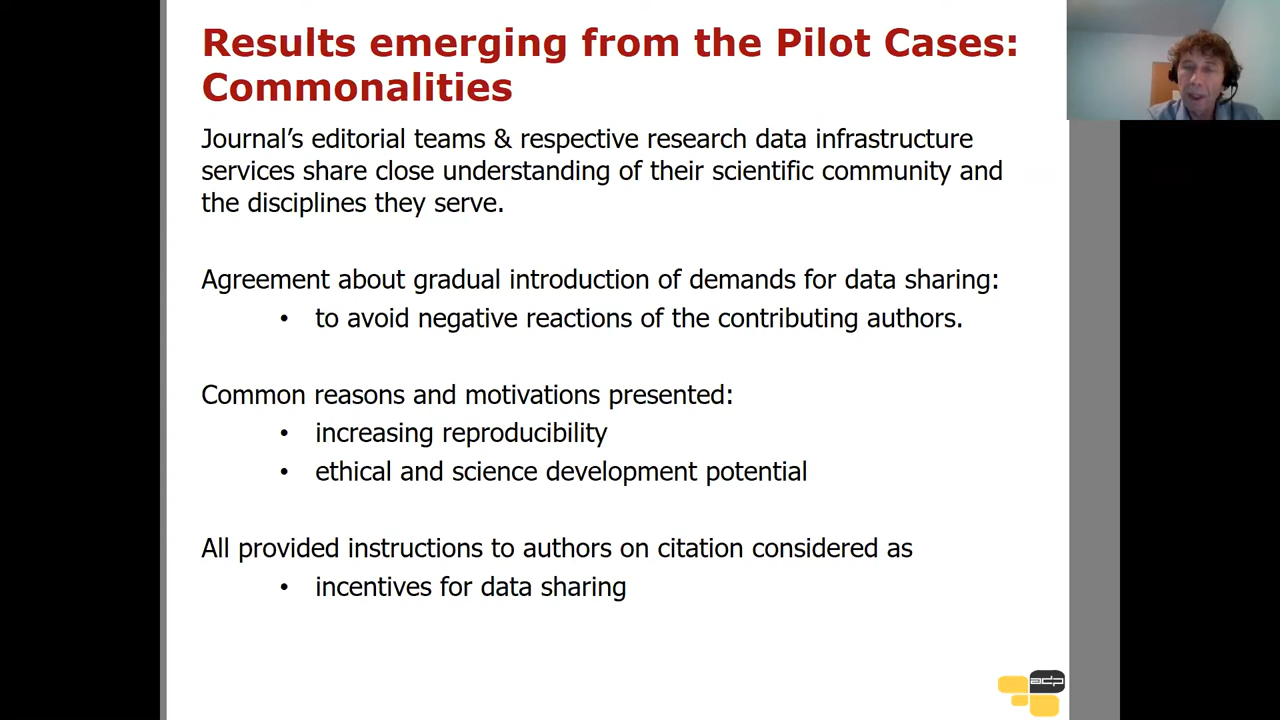 Results emerging from the Pilot Cases:
Commonalities
Journal’s editorial teams & respective research data infrastructure
services share close understanding of their scientific community and
the disciplines they serve.
Agreement about gradual introduction of demands for data sharing:
• to avoid negative reactions of the contributing authors.
Common reasons and motivations presented:
• increasing reproducibility
• ethical and science development potential
All provided instructions to authors on citation considered as
• incentives for data sharing
adp